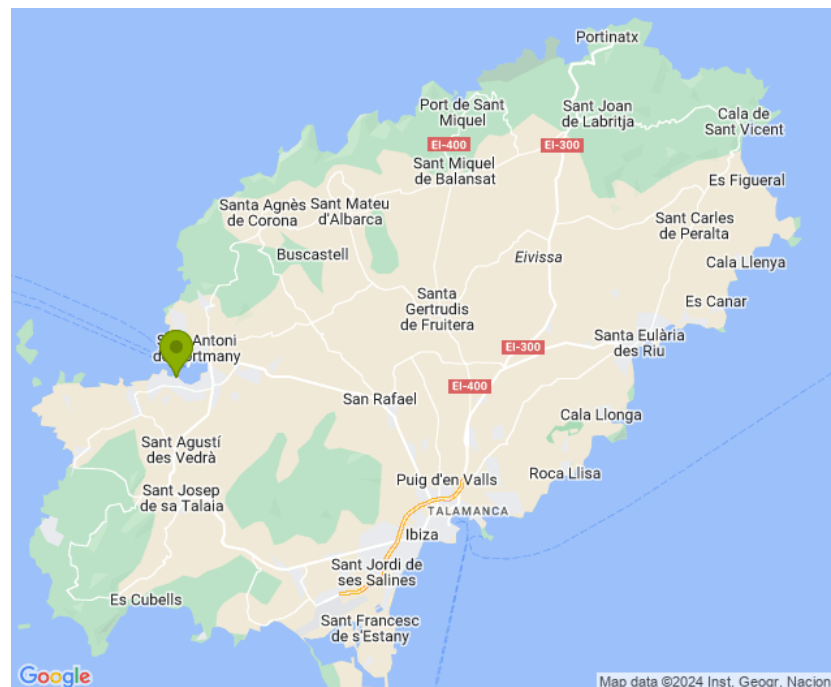 Portinatx
Port de Sant
Miquel
Sant Joan
de Labritja
Cala de
Sant Vicent
EI-400
EI-300
Sant Miquel
de Balansat
Es Figueral
Santa Agnès
de Corona
Sant Mateu
d'Albarca
Sant Carles
de Peralta
Buscastell
Eivissa
Cala Llenya
Santa
Gertrudis
de Fruitera
Es Canar
Antoni
Santa Eulària
des Riu
EI-300
EI-400
San Rafael
Cala Llonga
Sant Agustí
des Vedrà
Roca Llisa
Puig d'en Valls
Sant Josep
de sa Talaia
TALAMANCA
Ibiza
Sant Jordi de
ses Salines
Es Cubells
Sant Francesc
de s'Estany
Google
Map data ©2024 Inst. Geogr. Nacion